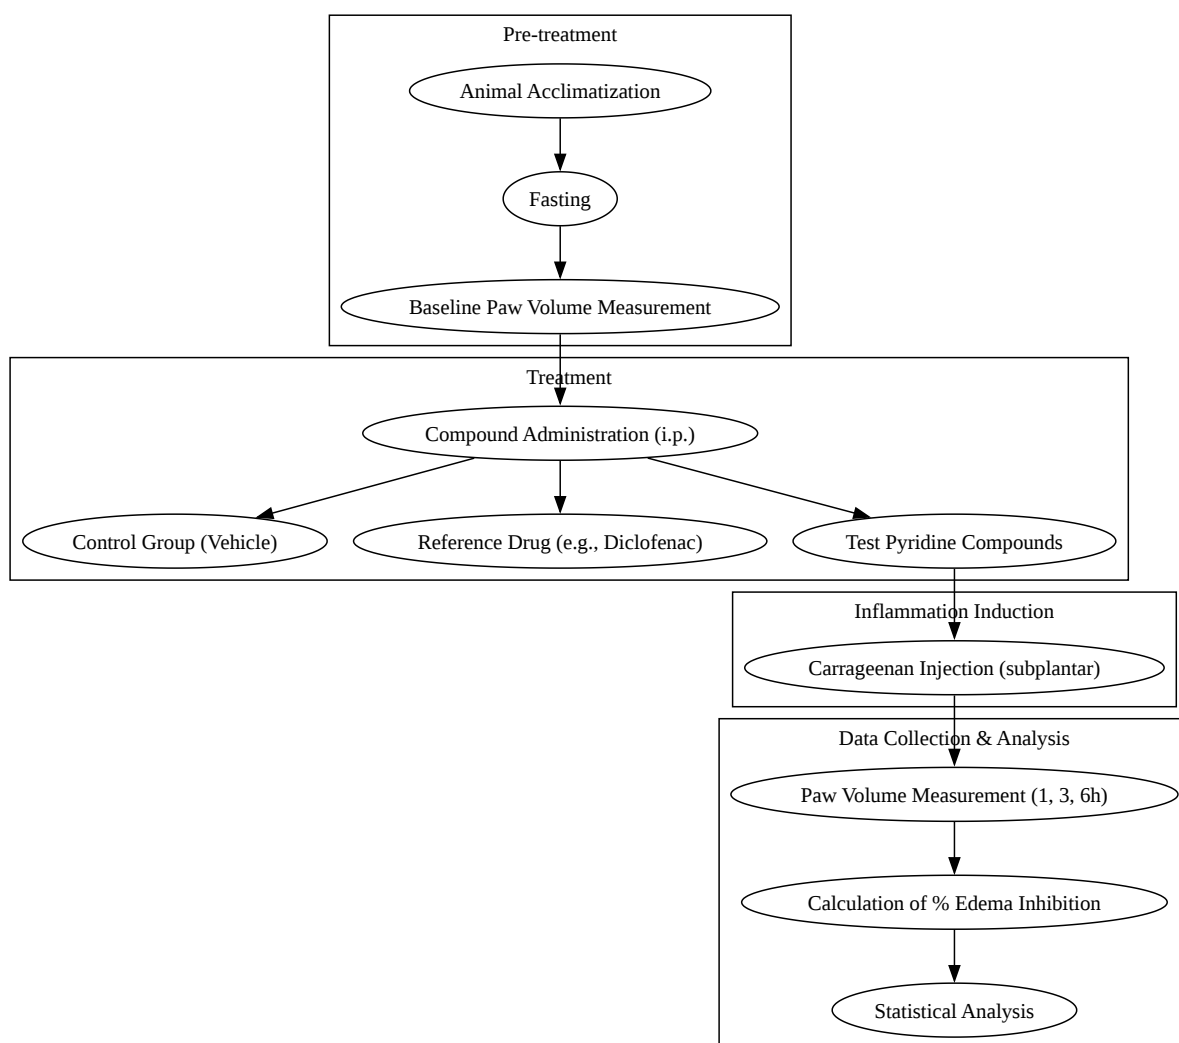 Pre-treatment
Animal Acclimatization
Fasting
Baseline Paw Volume Measurement
Treatment
Compound Administration (i.p.)
Control Group (Vehicle)
Reference Drug (e.g., Diclofenac)
Test Pyridine Compounds
Inflammation Induction
Carrageenan Injection (subplantar)
Data Collection & Analysis
Paw Volume Measurement (1, 3, 6h)
Calculation of % Edema Inhibition
Statistical Analysis